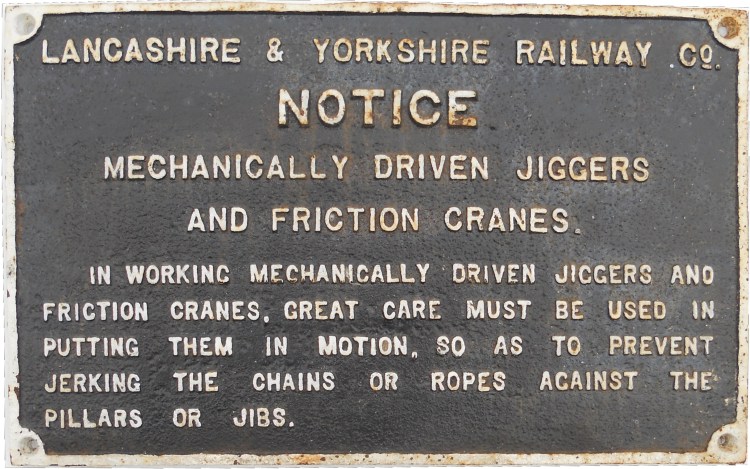 LANCASHIRE & YORKSHIRE RAILWAY Co.
NOTICE
MECHANICALLY DRIVEN JIGGERS
AND FRICTION CRANES.
IN WORKING MECHANICALLY DRIVEN JIGGERS AND
FRICTION CRANES, GREAT CARE MUST BE USED IN
PUTTING THEM IN MOTION, SO AS TO PREVENT
JERKING THE CHAINS OR ROPES AGAINST THE
PILLARS OR JIBS.